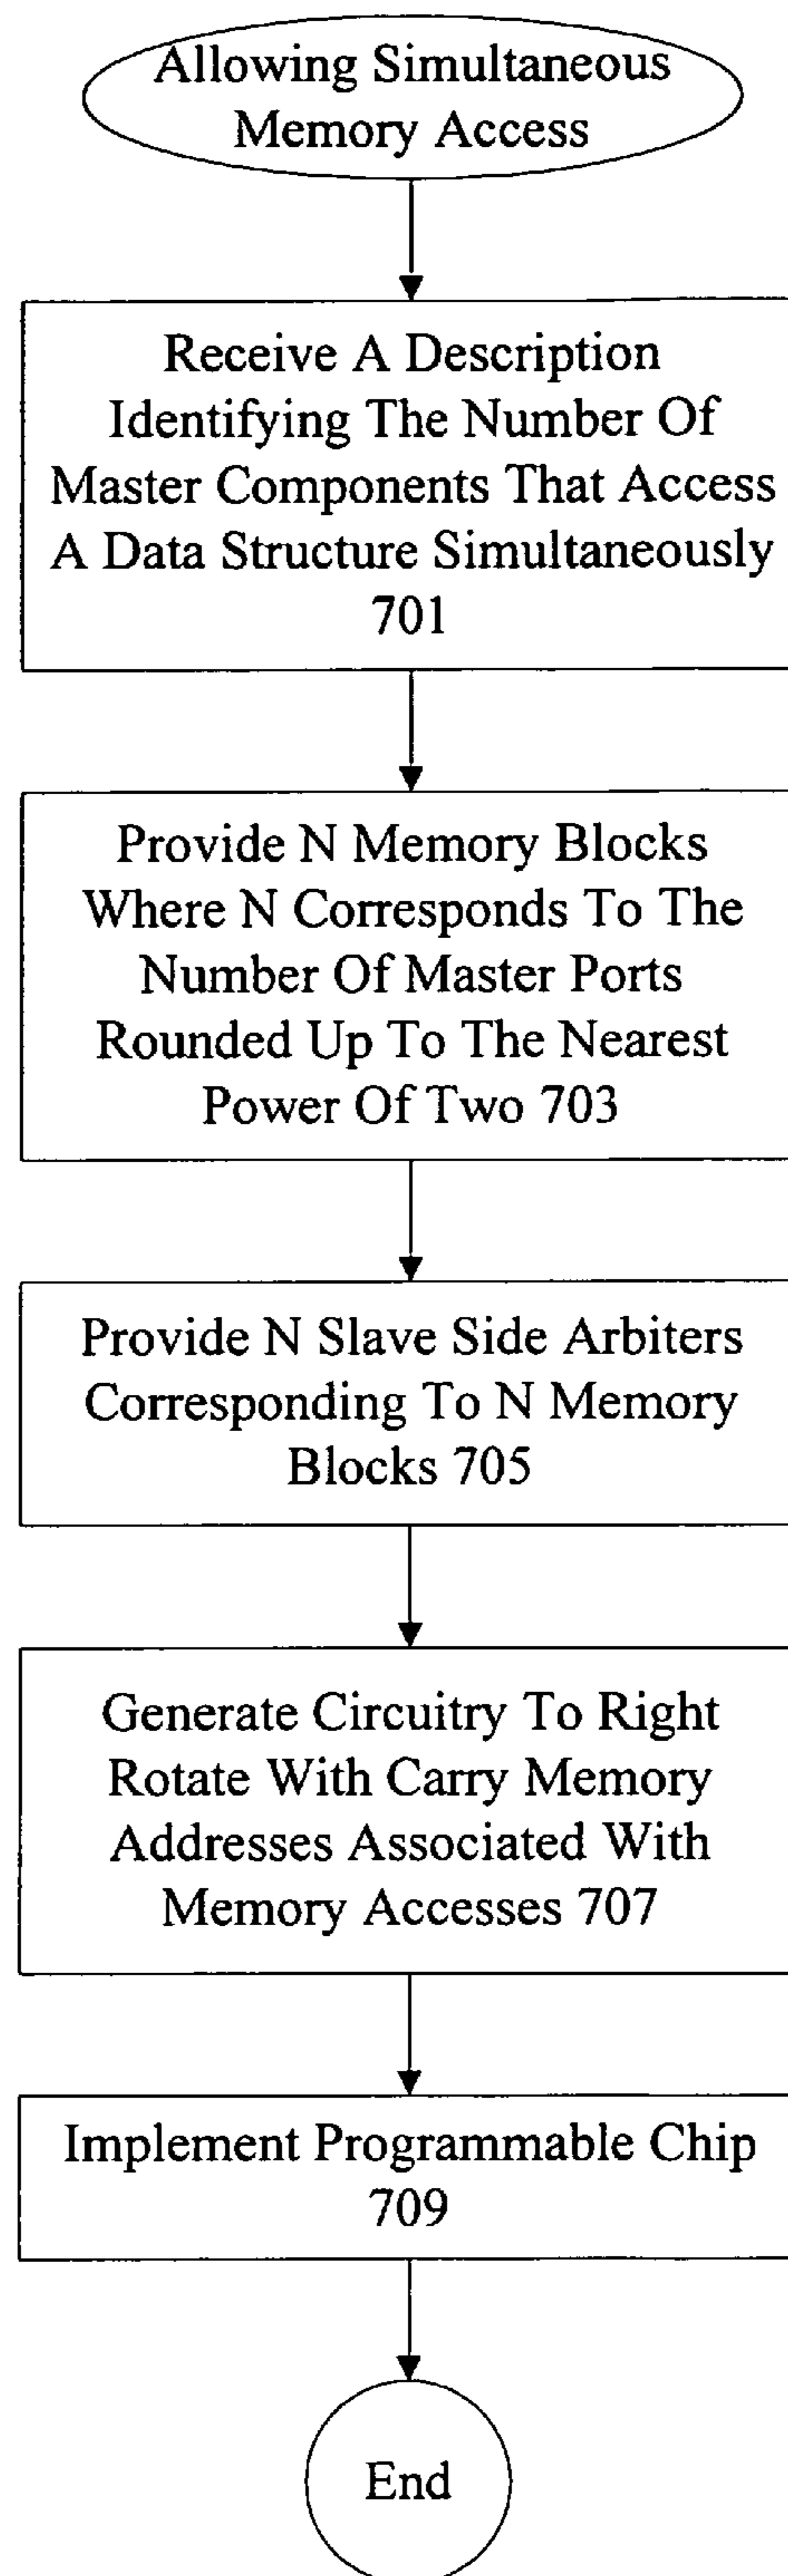 Allowing Simultaneous
Memory Access
Receive A Description
Identifying The Number Of
Master Components That Access
A Data Structure Simultaneously
701
Provide N Memory Blocks
Where N Corresponds To The
Number Of Master Ports
Rounded Up To The Nearest
Power Of Two 703
Provide N Slave Side Arbiters
Corresponding To N Memory
Blocks 705
Generate Circuitry To Right
Rotate With Carry Memory
Addresses Associated With
Memory Accesses 707
Implement Programmable Chip
709
End